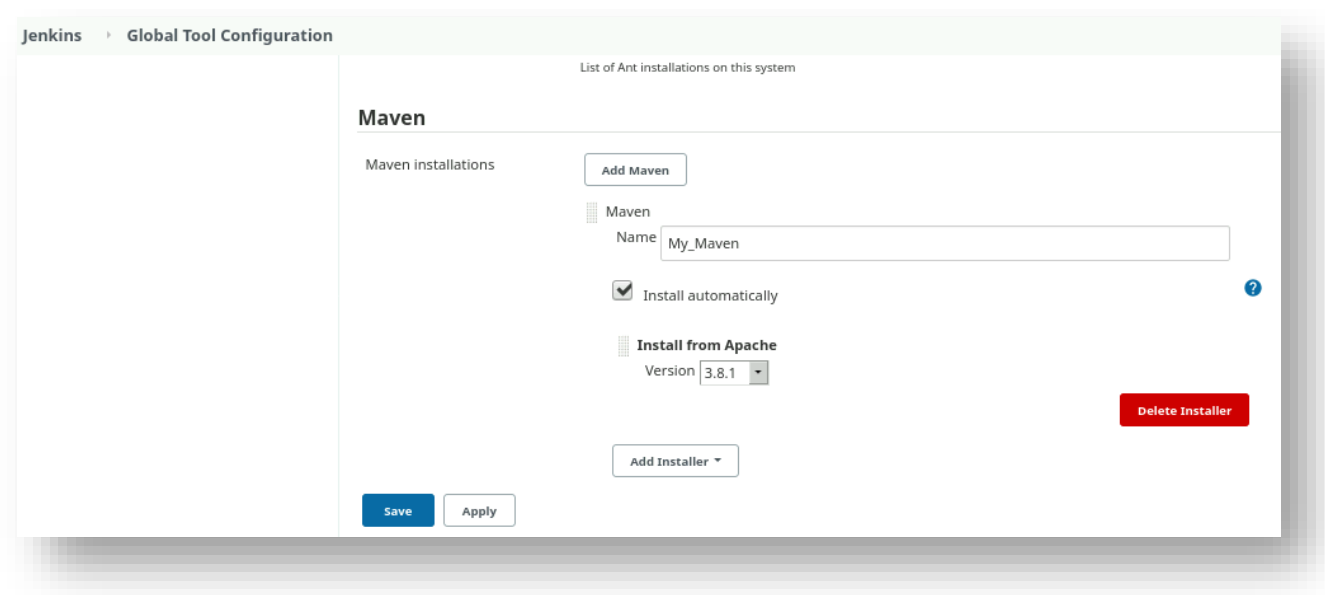 Jenkins Global Tool Configuration
List of Ant installations on this system
Maven
Maven installations
Add Maven
Maven
Name My_Maven
Install automatically
?
Install from Apache
Version 3.8.1
Delete Installer
Add Installer
Save Apply